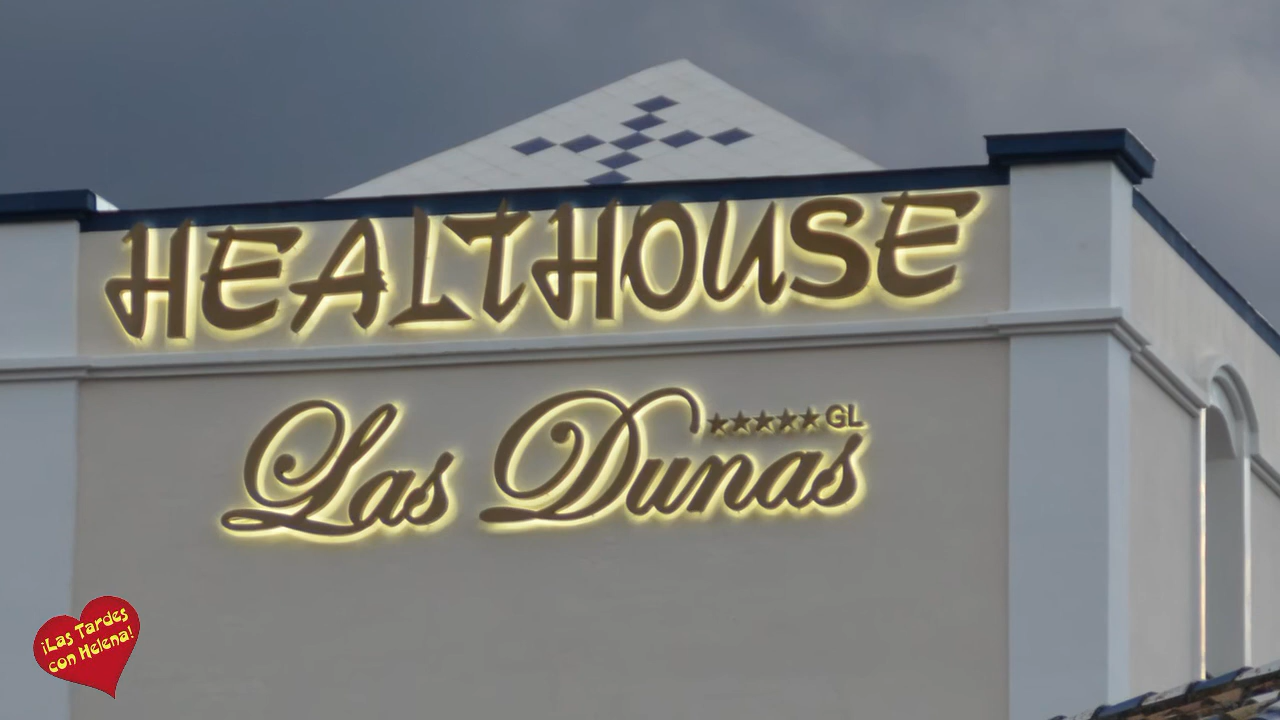 HEALTHOUSE
Las Dunas
★★★★★GL
¡Las Tardes
con Helena!